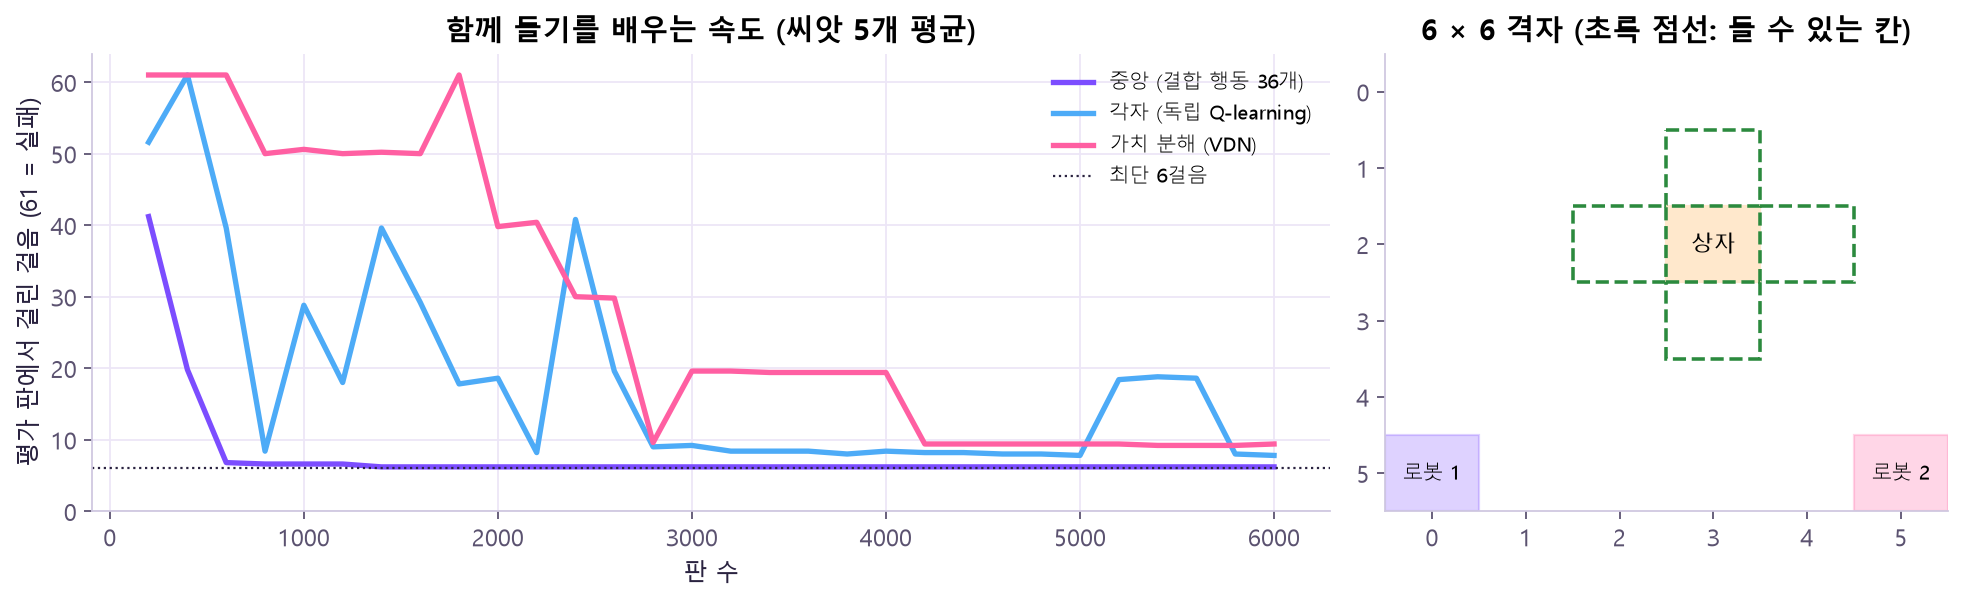 함께 들기를 배우는 속도 (씨앗 5개 평균)
평가 판에서 걸린 걸음 (61 = 실패)
60
50
40
30
20
10
0
0 1000 2000 3000 4000 5000 6000
판 수
중앙 (결합 행동 36개)
각자 (독립 Q-learning)
가치 분해 (VDN)
최단 6걸음
6 × 6 격자 (초록 점선: 들 수 있는 칸)
0
1
2
3
4
5
상자
로봇 1
로봇 2
0 1 2 3 4 5